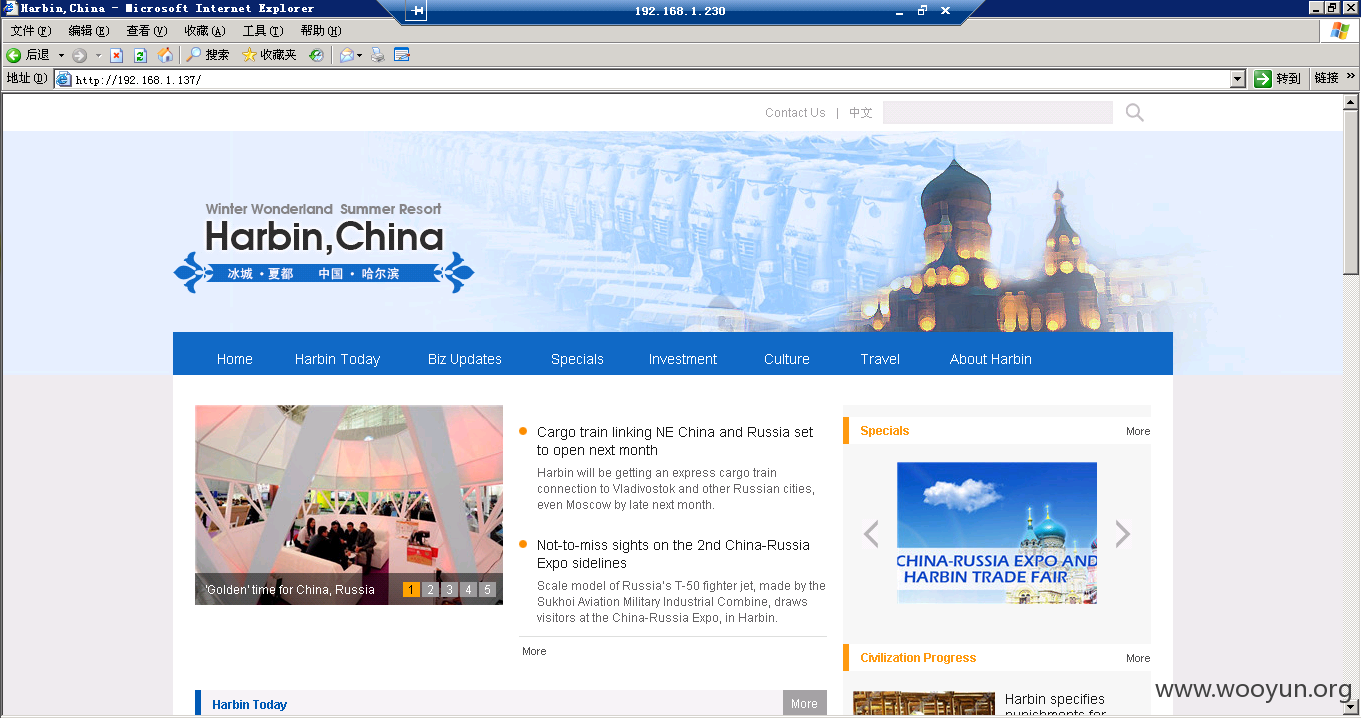 Harbin,China - Microsoft Internet Explorer
192.168.1.230
文件(F) 编辑(E) 查看(V) 收藏(A) 工具(T) 帮助(H)
后退 搜索 收藏夹
地址(D) http://192.168.1.137/ 转到 链接 »
Contact Us | 中文
Winter Wonderland Summer Resort
Harbin,China
冰城·夏都 中国·哈尔滨
Home Harbin Today Biz Updates Specials Investment Culture Travel About Harbin
'Golden' time for China, Russia 1 2 3 4 5
Cargo train linking NE China and Russia set
to open next month
Harbin will be getting an express cargo train
connection to Vladivostok and other Russian cities,
even Moscow by late next month.
Not-to-miss sights on the 2nd China-Russia
Expo sidelines
Scale model of Russia's T-50 fighter jet, made by the
Sukhoi Aviation Military Industrial Combine, draws
visitors at the China-Russia Expo, in Harbin.
More
Specials More
CHINA-RUSSIA EXPO AND
HARBIN TRADE FAIR
Civilization Progress More
Harbin specifies
punishments for
Harbin Today More
www.wooyun.org